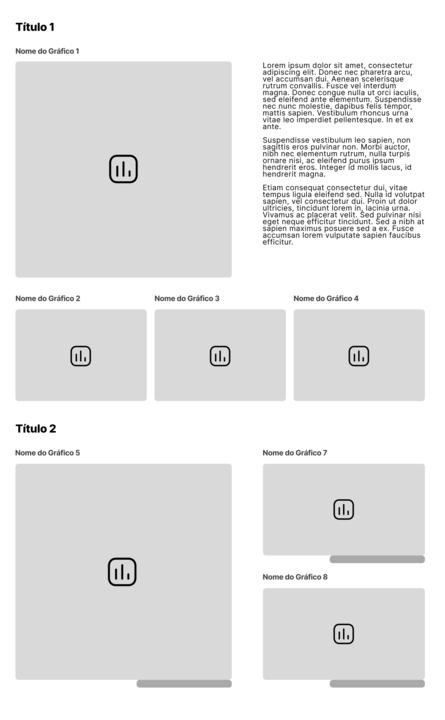 Título 1
Nome do Gráfico 1
Lorem ipsum dolor sit amet, consectetur
adipiscing elit. Donec nec pharetra arcu,
vel accumsan dui. Aenean scelerisque
rutrum convallis. Fusce vel interdum
magna. Donec congue nulla ut orci iaculis,
sed eleifend ante elementum. Suspendisse
nec nunc molestie, dapibus felis tempor,
mattis sapien. Vestibulum rhoncus urna
vitae leo imperdiet pellentesque. In et ex
ante.
Suspendisse vestibulum leo sapien, non
sagittis eros pulvinar non. Morbi auctor,
nibh nec elementum rutrum, nulla turpis
ornare nisi, ac eleifend purus ipsum
hendrerit eros. Integer id mollis lacus, id
hendrerit magna.
Etiam consequat consectetur dui, vitae
tempus ligula eleifend sed. Nulla id volutpat
sapien, vel consectetur dui. Proin ut dolor
ultricies, tincidunt lorem in, lacinia urna.
Vivamus ac placerat velit. Sed pulvinar nisi
eget neque efficitur tincidunt. Sed a nibh at
sapien maximus posuere sed a ex. Fusce
accumsan lorem vulputate sapien faucibus
efficitur.
Nome do Gráfico 2
Nome do Gráfico 3
Nome do Gráfico 4
Título 2
Nome do Gráfico 5
Nome do Gráfico 7
Nome do Gráfico 8